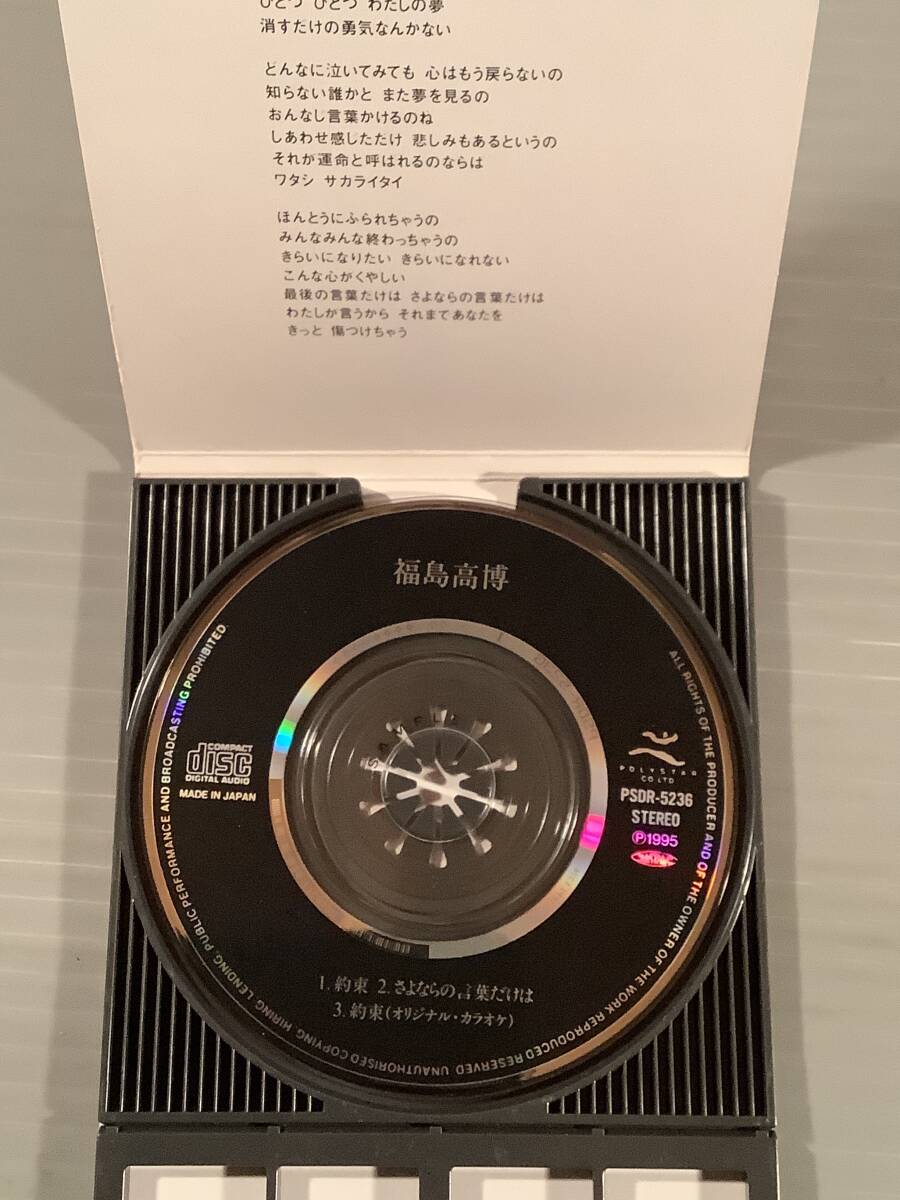 ひとつ ひとつ わたしの夢
消すだけの勇気なんかない
どんなに泣いてみても 心はもう戻らないの
知らない誰かと また夢を見るの
おんなし言葉かけるのね
しあわせ感じただけ 悲しみもあるというの
それが運命と呼ばれるのならは
ワタシ サカライタイ
ほんとうにふられちゃうの
みんなみんな終わっちゃうの
きらいになりたい きらいになれない
こんな心がくやしい
最後の言葉たけは さよならの言葉たけは
わたしか言うから それまてあなたを
きっと 傷つけちゃう
福島高博
SAMPLE
COMPACT
disc
DIGITAL AUDIO
MADE IN JAPAN
POLYSTAR
CO LTD
PSDR-5236
STEREO
Ⓟ1995
1. 約束 2. さよならの言葉だけは
3. 約束(オリジナル・カラオケ)
ALL RIGHTS OF THE PRODUCER AND OF THE OWNER OF THE WORK REPRODUCED RESERVED. UNAUTHORISED COPYING, HIRING, LENDING, PUBLIC PERFORMANCE AND BROADCASTING PROHIBITED.